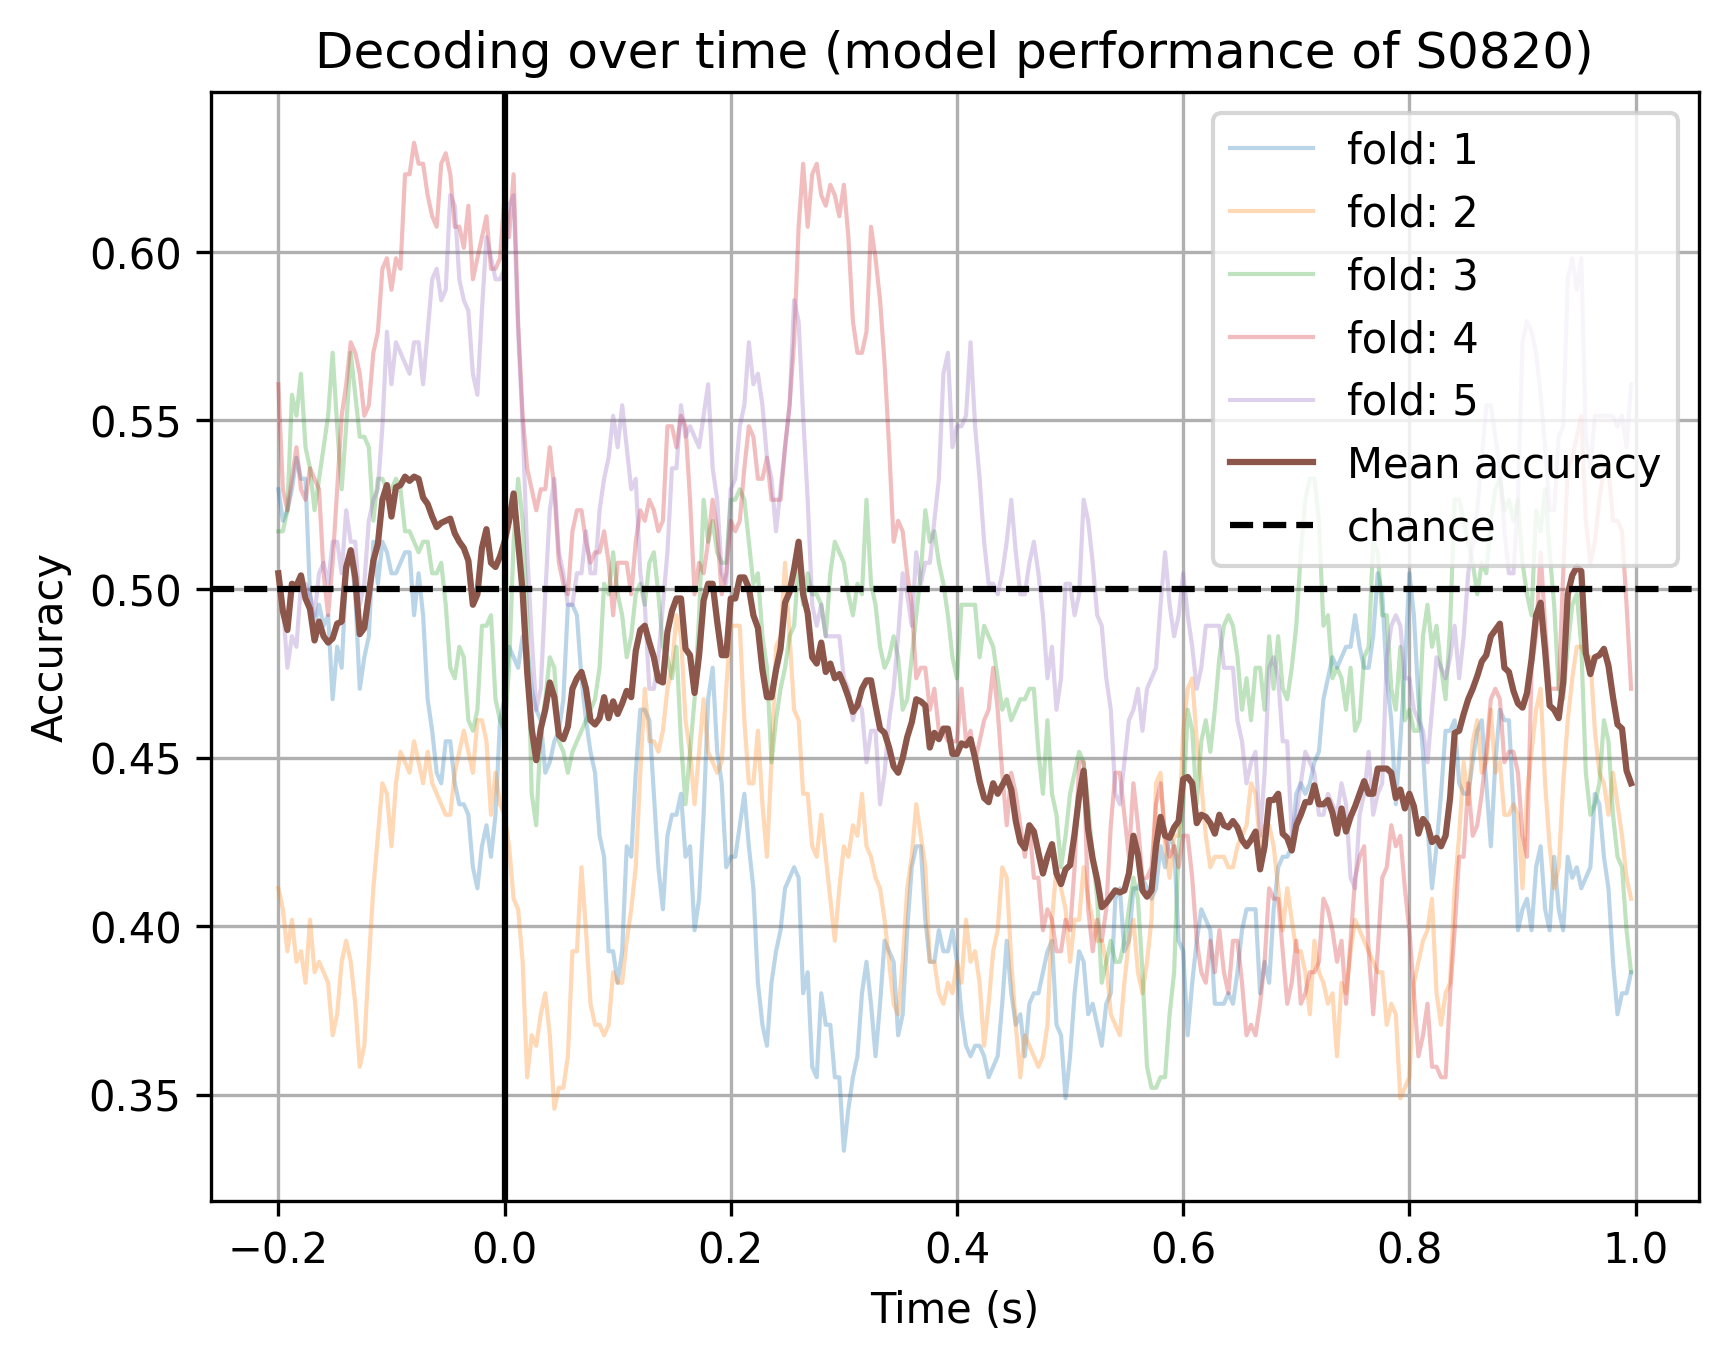 Decoding over time (model performance of S0820)
fold: 1
fold: 2
fold: 3
fold: 4
fold: 5
Mean accuracy
chance
Accuracy
0.60
0.55
0.50
0.45
0.40
0.35
−0.2 0.0 0.2 0.4 0.6 0.8 1.0
Time (s)